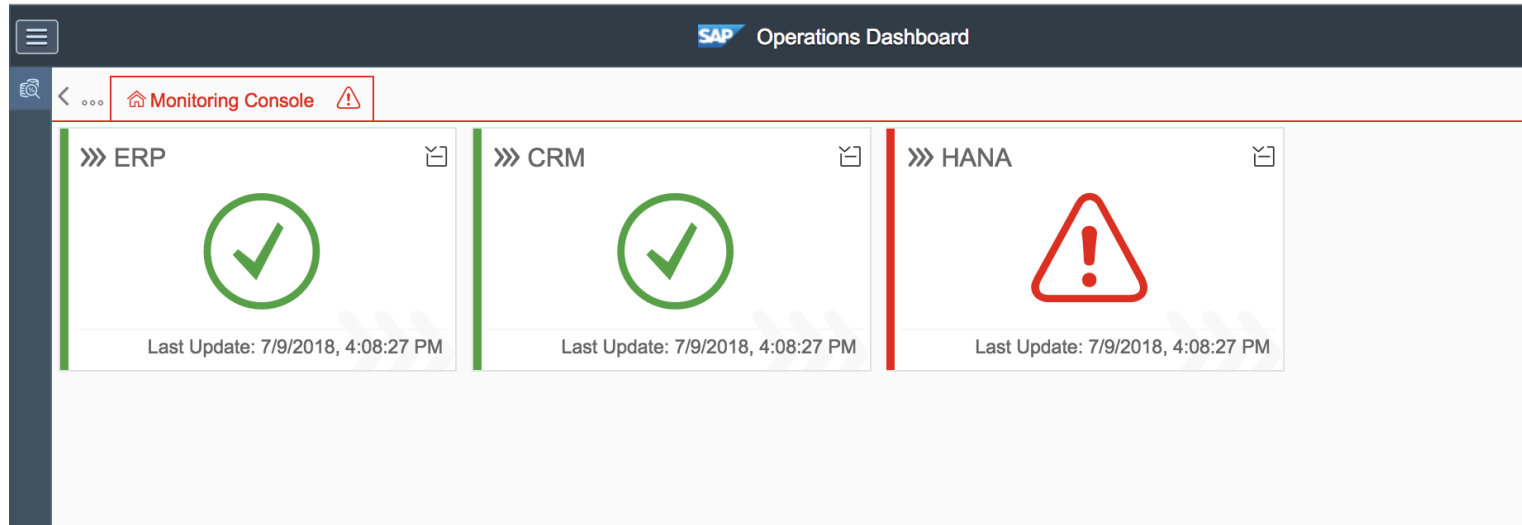 SAP Operations Dashboard
Monitoring Console
ERP
Last Update: 7/9/2018, 4:08:27 PM
CRM
Last Update: 7/9/2018, 4:08:27 PM
HANA
Last Update: 7/9/2018, 4:08:27 PM